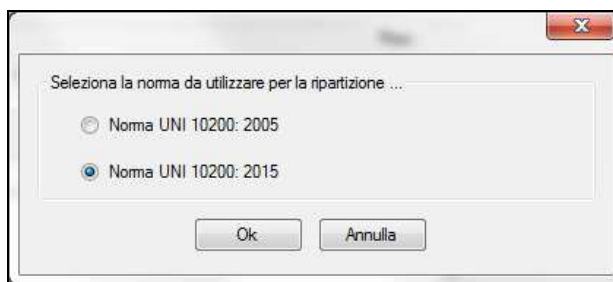 Seleziona la norma da utilizzare per la ripartizione ...
Norma UNI 10200: 2005
Norma UNI 10200: 2015
Ok
Annulla